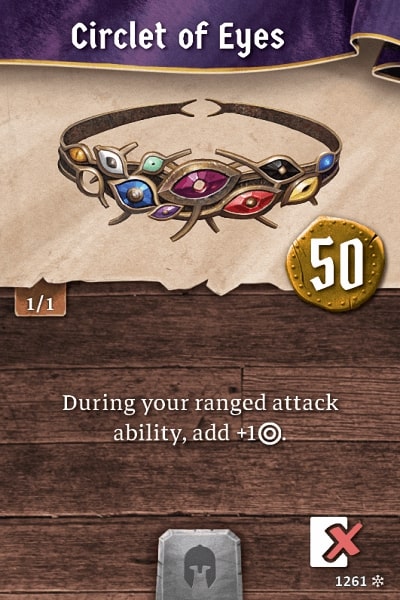 Circlet of Eyes
50
1/1
During your ranged attack
ability, add +1.
1261